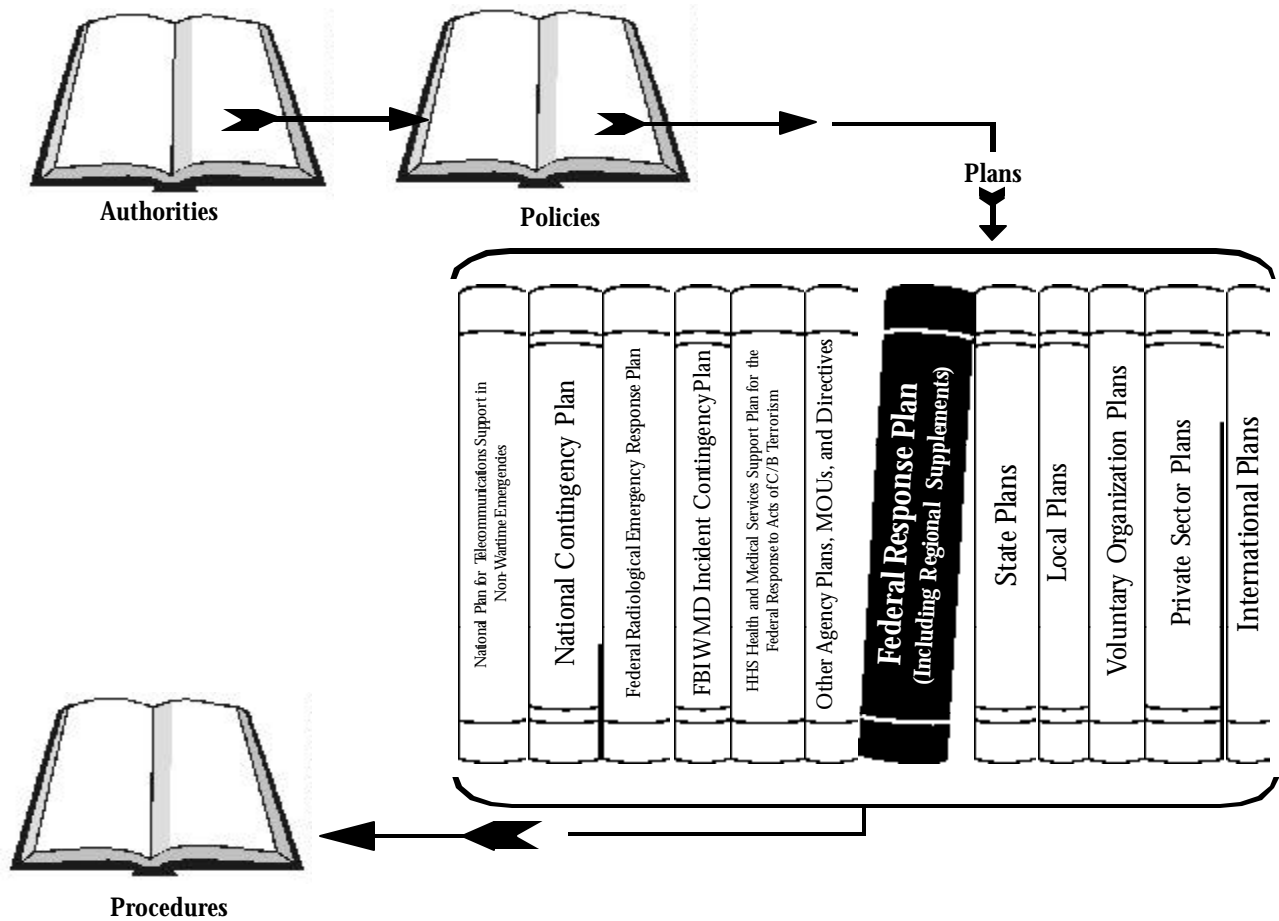 Authorities
Policies
Plans
National Plan for Telecommunications Support in
Non-Wartime Emergencies
National Contingency Plan
Federal Radiological Emergency Response Plan
FBI WMD Incident Contingency Plan
HHS Health and Medical Services Support Plan for the
Federal Response to Acts of C/B Terrorism
Other Agency Plans, MOUs, and Directives
Federal Response Plan
(Including Regional Supplements)
State Plans
Local Plans
Voluntary Organization Plans
Private Sector Plans
International Plans
Procedures